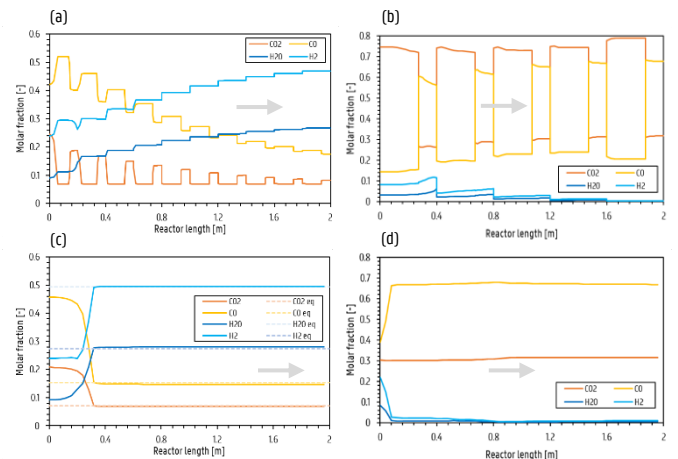 (a)
CO2
CO
H2O
H2
Molar fraction [-]
0.6
0.5
0.4
0.3
0.2
0.1
0
0
0.4
0.8
1.2
1.6
2
Reactor length [m]
(b)
Molar fraction [-]
0.8
0.7
0.6
0.5
0.4
0.3
0.2
0.1
0
CO2
CO
H2O
H2
0
0.4
0.8
1.2
1.6
2
Reactor length [m]
(c)
Molar fraction [-]
0.6
0.5
0.4
0.3
0.2
0.1
0
CO2
CO2 eq
CO
CO eq
H2O
H2O eq
H2
H2 eq
0
0.4
0.8
1.2
1.6
2
Reactor length [m]
(d)
Molar fraction [-]
0.8
0.7
0.6
0.5
0.4
0.3
0.2
0.1
0
CO2
CO
H2O
H2
0
0.4
0.8
1.2
1.6
2
Reactor length [m]